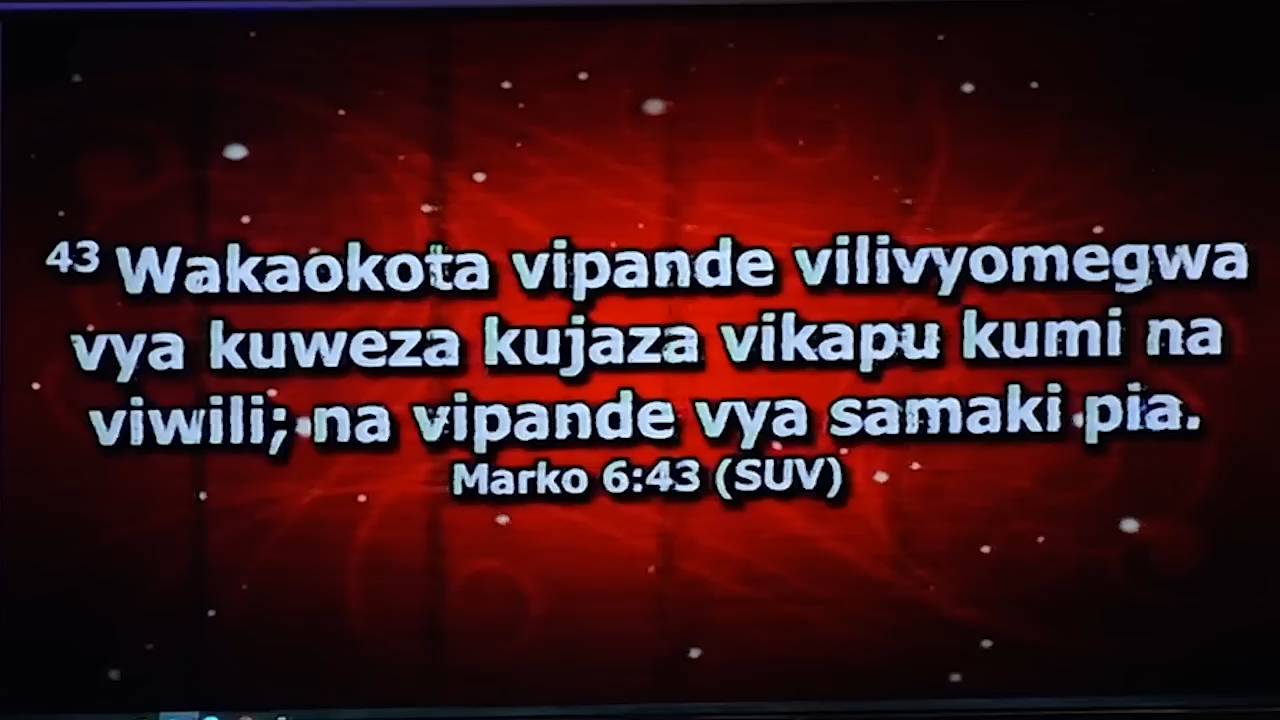 43 Wakaokota vipande vilivyomegwa
vya kuweza kujaza vikapu kumi na
viwili; na vipande vya samaki pia.
Marko 6:43 (SUV)